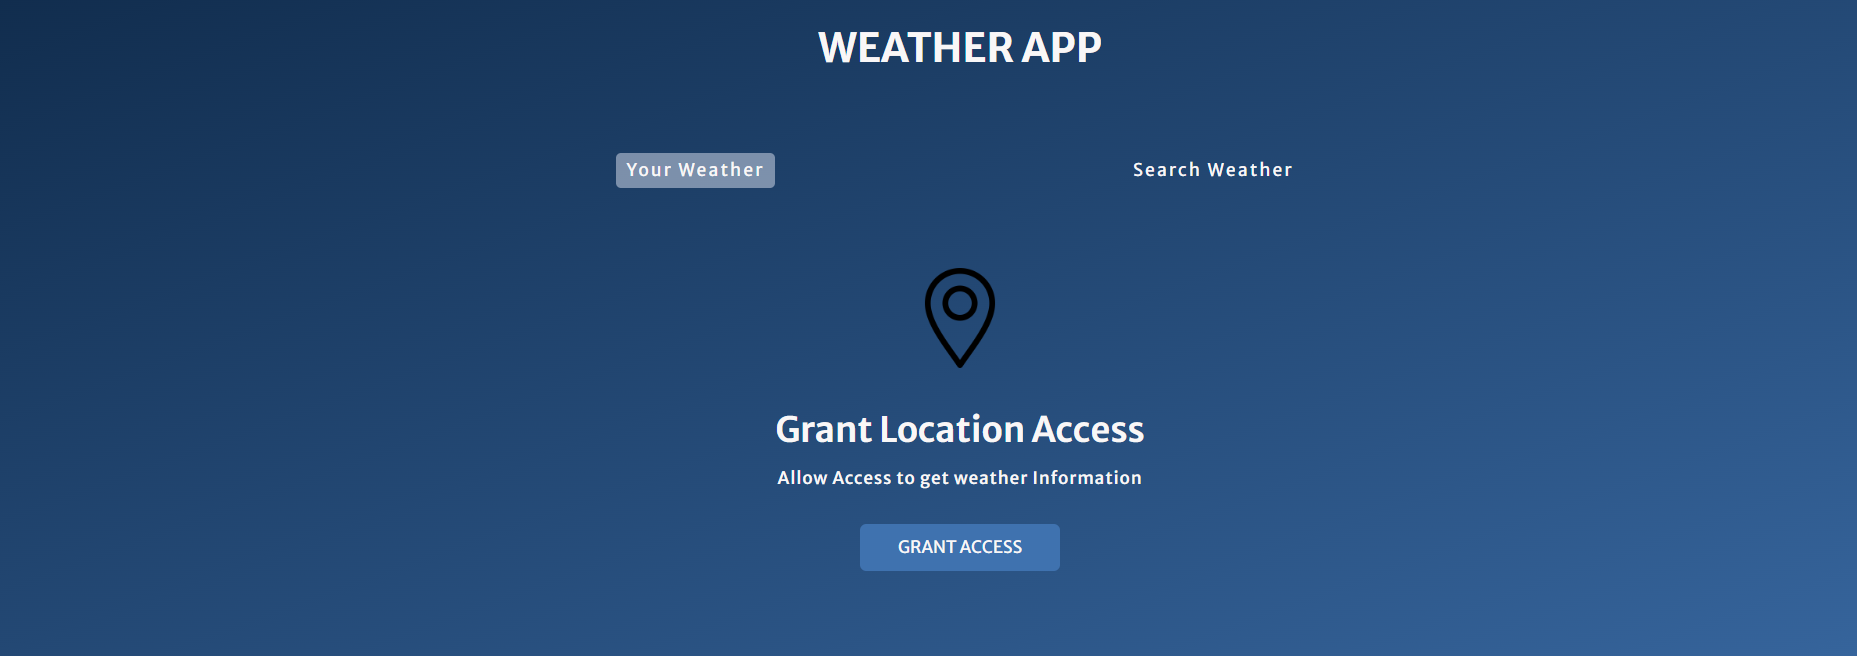 WEATHER APP
Your Weather
Search Weather
Grant Location Access
Allow Access to get weather Information
GRANT ACCESS